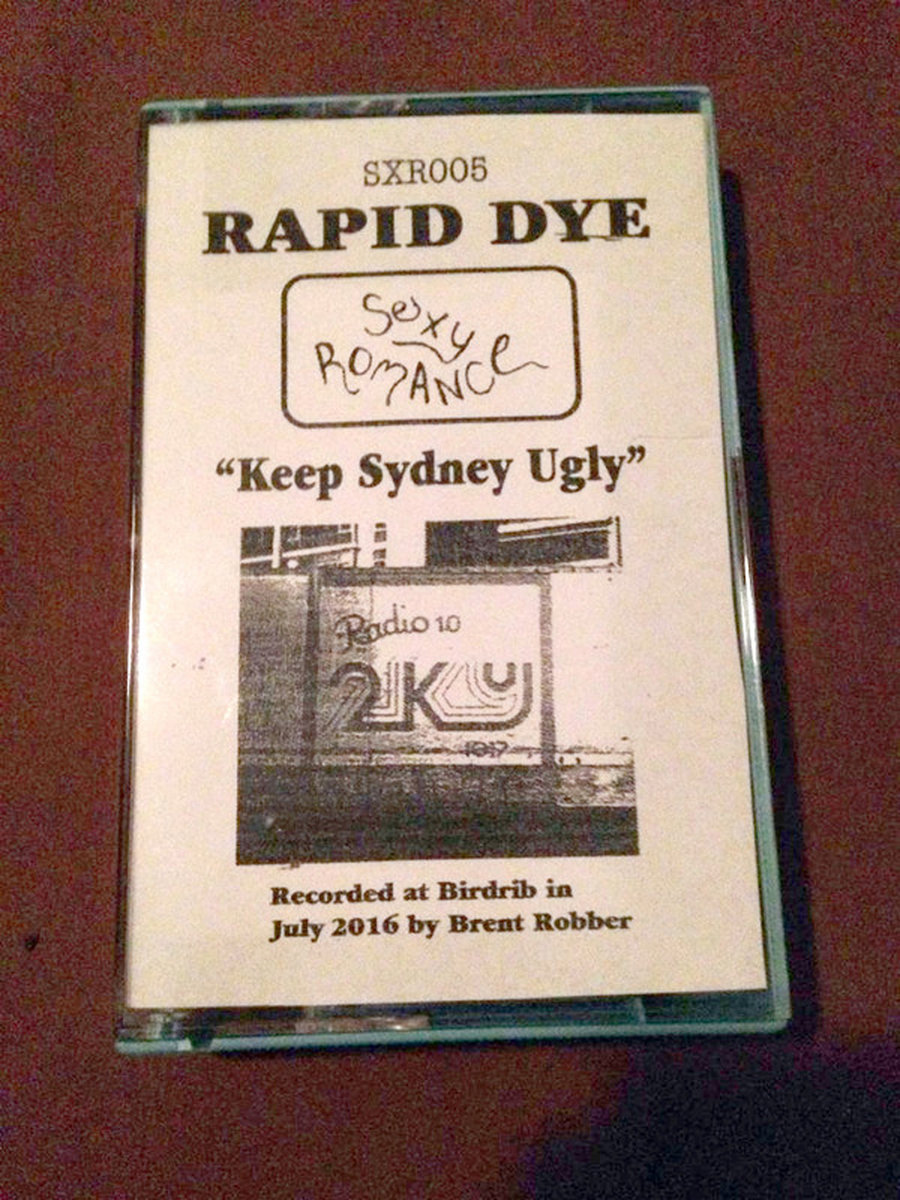 SXR005
RAPID DYE
Sexy
ROMANCE
“Keep Sydney Ugly”
Radio 10
2KY
1017
Recorded at Birdrib in
July 2016 by Brent Robber